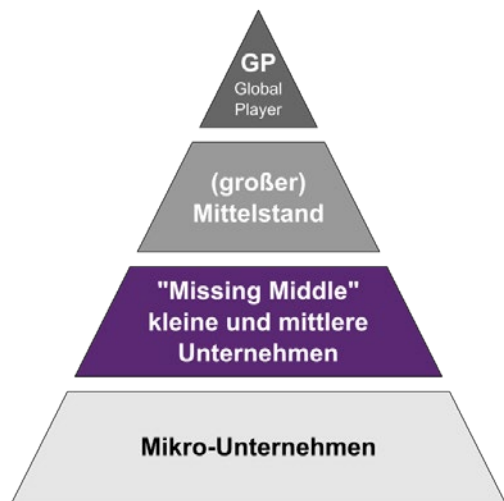 GP
Global
Player
(großer)
Mittelstand
"Missing Middle"
kleine und mittlere
Unternehmen
Mikro-Unternehmen